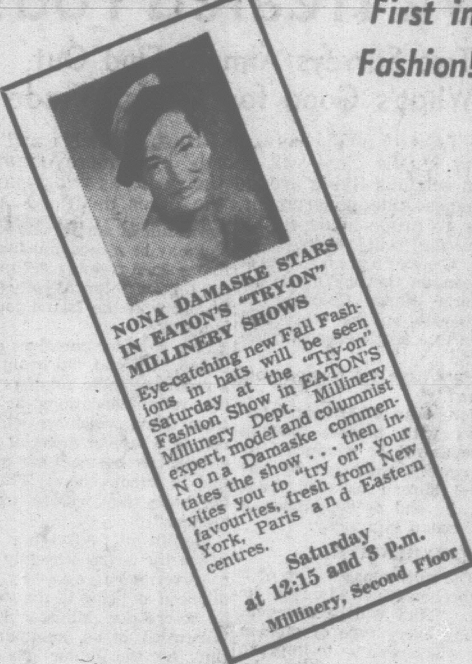 First in
Fashion!
NONA DAMASKE STARS
IN EATON'S "TRY-ON"
MILLINERY SHOWS
Eye-catching new Fall Fash-
ions in hats will be seen
Saturday at the "Try-on"
Fashion Show in EATON'S
Millinery Dept. Millinery
expert, model and columnist
Nona Damaske commen-
tates the show . . . then in-
vites you to "try on" your
favourites, fresh from New
York, Paris and Eastern
centres.
Saturday
at 12:15 and 3 p.m.
Millinery, Second Floor